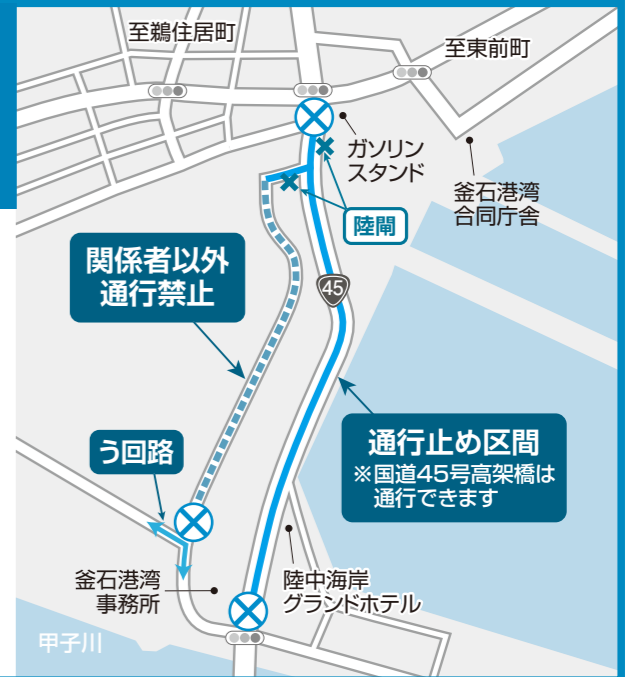 至鵜住居町
至東前町
ガソリン
スタンド
釜石港湾
合同庁舎
陸閘
関係者以外
通行禁止
45
通行止め区間
※国道45号高架橋は
通行できます
う回路
釜石港湾
事務所
陸中海岸
グランドホテル
甲子川